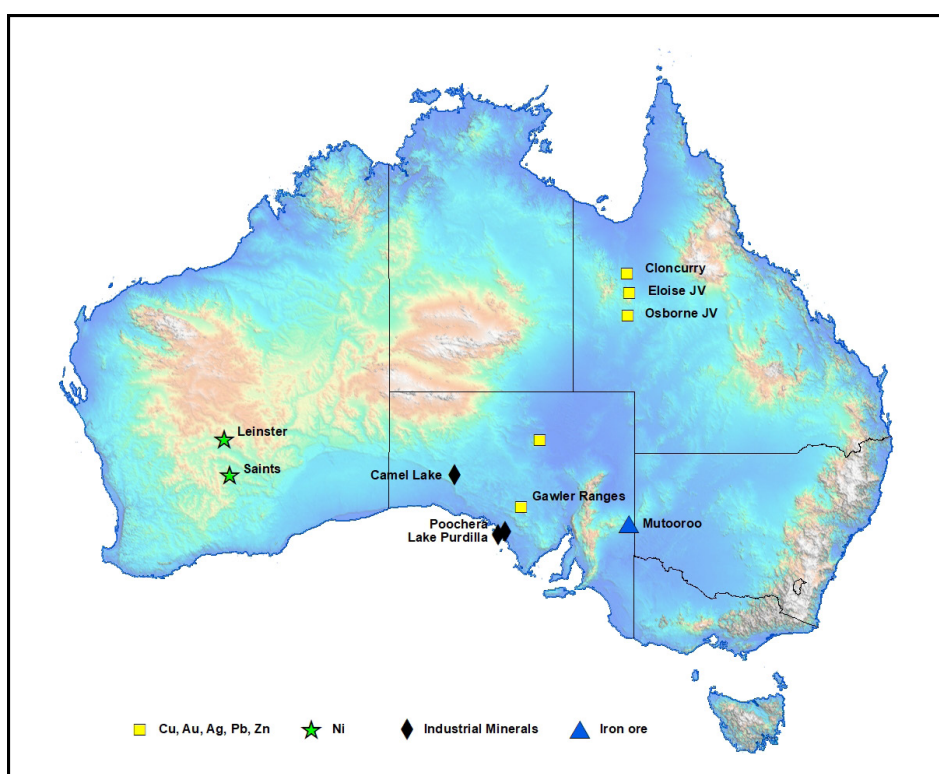 Cloncurry
Eloise JV
Osborne JV
Leinster
Saints
Camel Lake
Gawler Ranges
Poochera
Lake Purdilla
Mutooroo
Cu, Au, Ag, Pb, Zn
Ni
Industrial Minerals
Iron ore